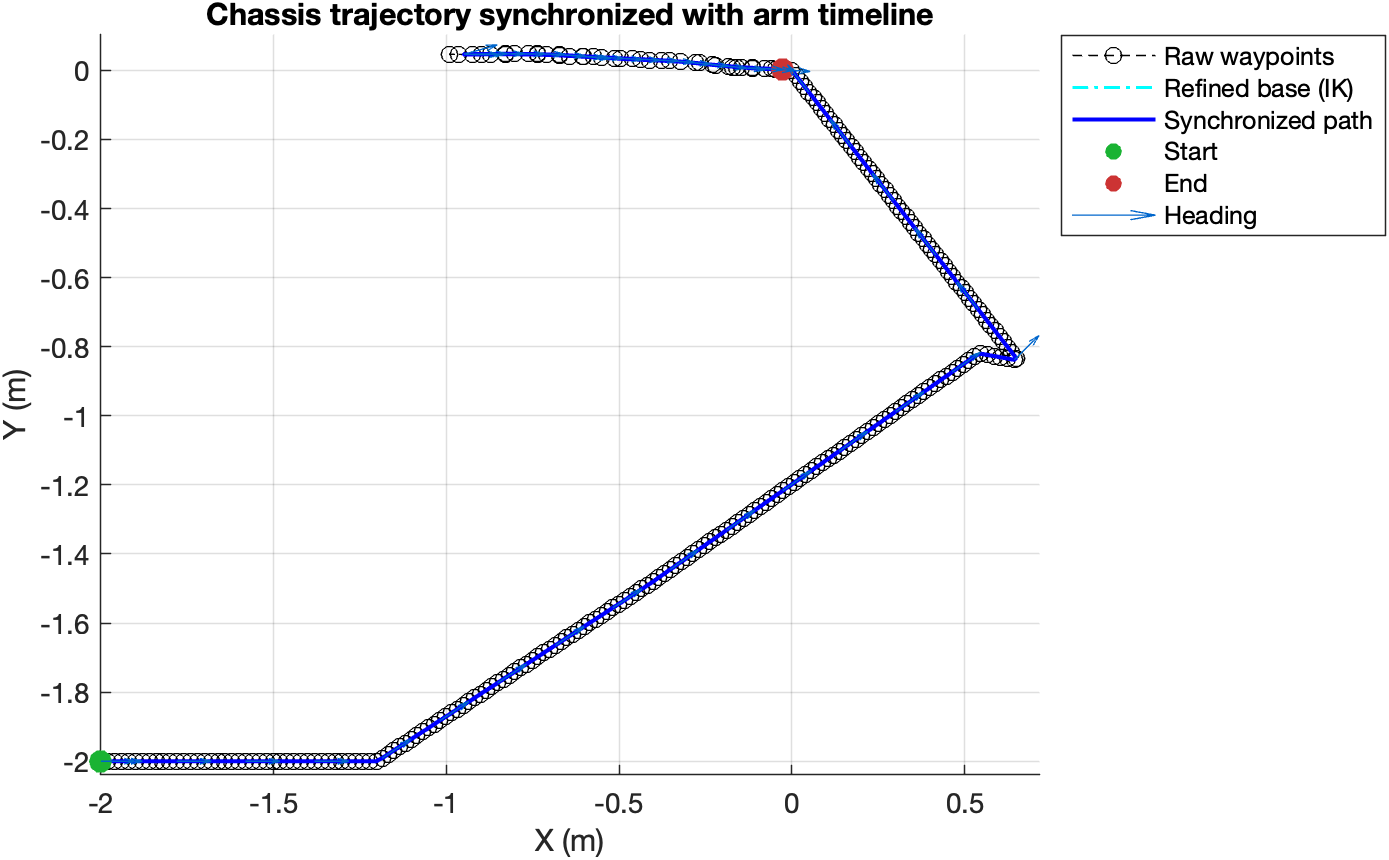 Chassis trajectory synchronized with arm timeline
Raw waypoints
Refined base (IK)
Synchronized path
Start
End
Heading
0
-0.2
-0.4
-0.6
-0.8
-1
-1.2
-1.4
-1.6
-1.8
-2
Y (m)
-2
-1.5
-1
-0.5
0
0.5
X (m)